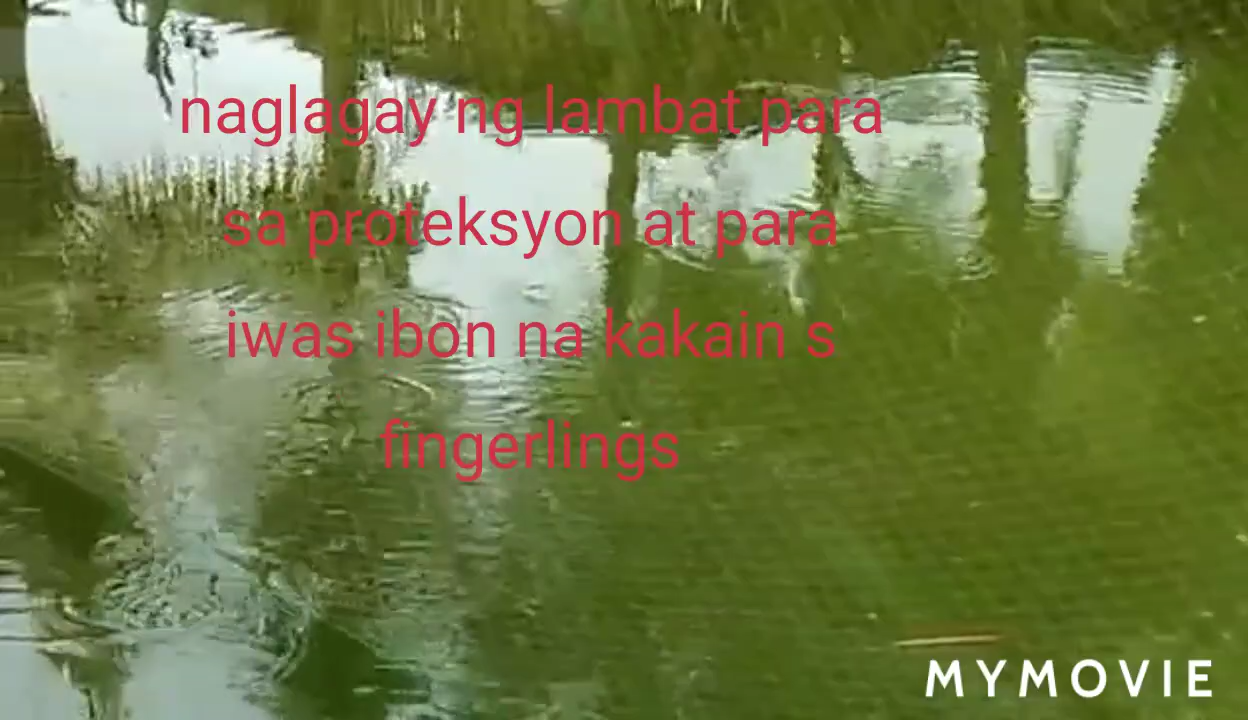 naglagay ng lambat para
sa proteksyon at para
iwas ibon na kakain s
fingerlings
MYMOVIE